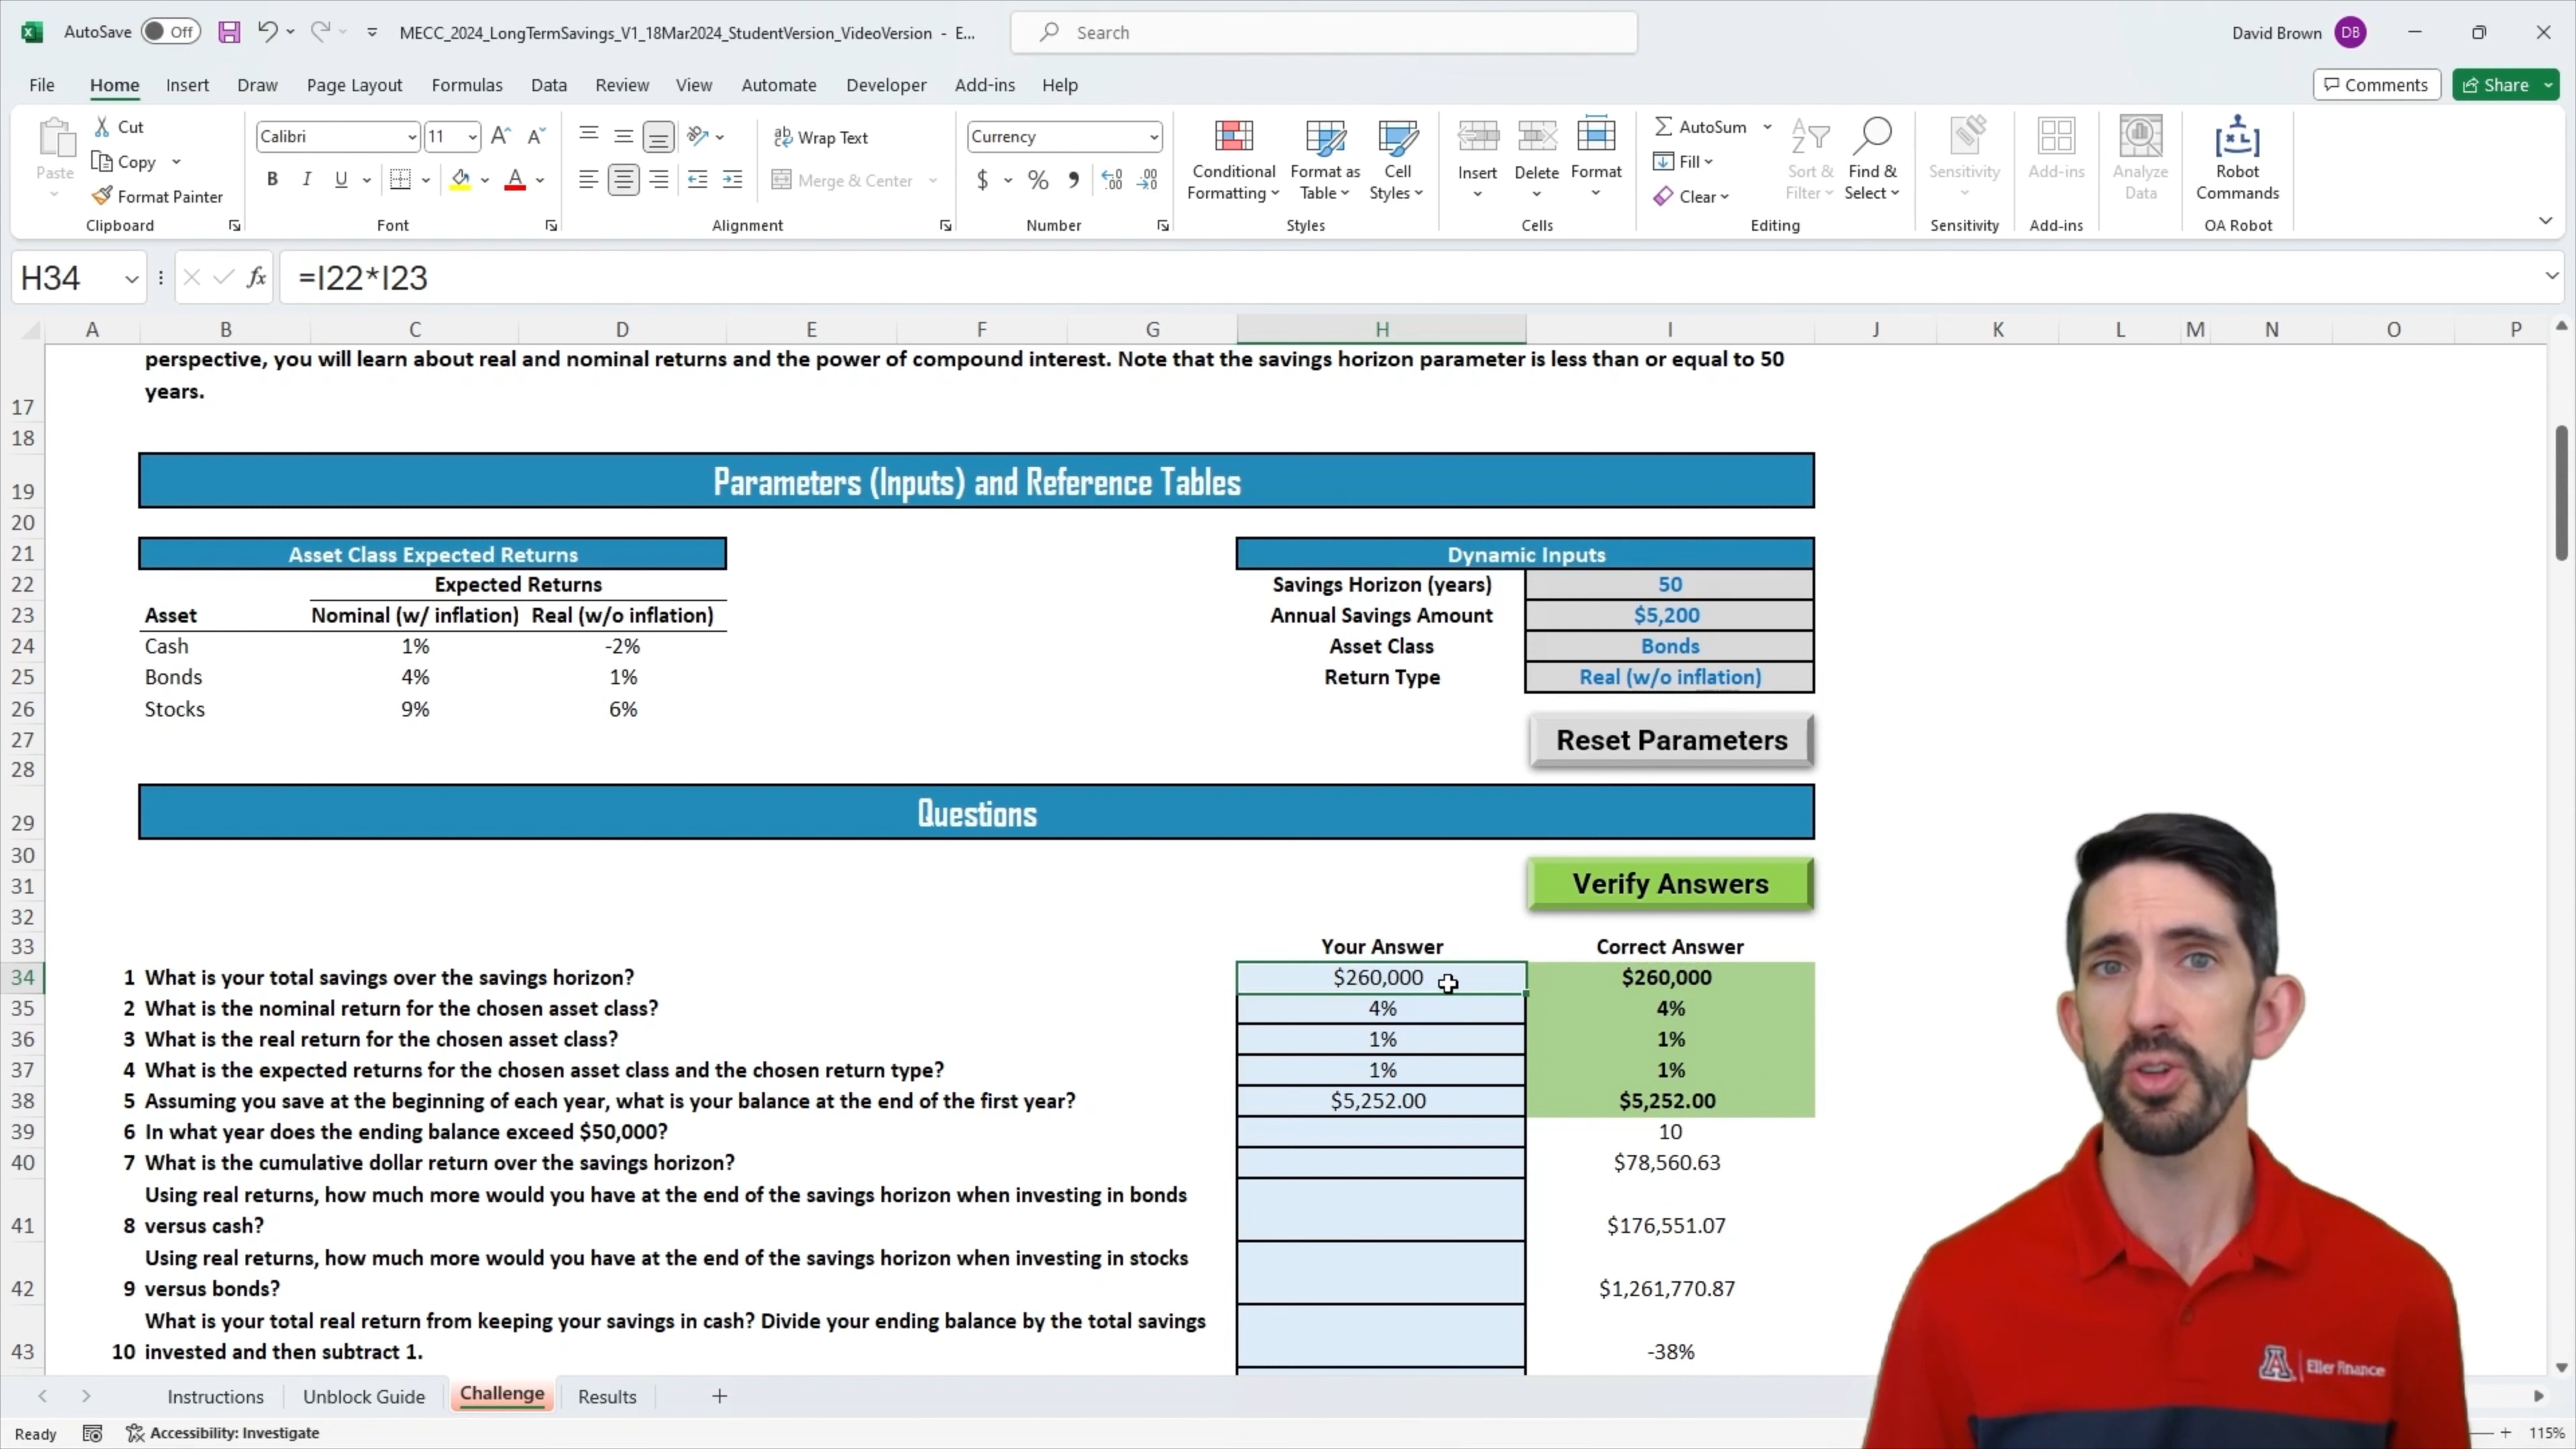 AutoSave Off MECC_2024_LongTermSavings_V1_18Mar2024_StudentVersion_VideoVersion - E... Search David Brown DB
File Home Insert Draw Page Layout Formulas Data Review View Automate Developer Add-ins Help Comments Share
Paste Cut Calibri 11 Wrap Text Currency Conditional Formatting Format as Table Cell Styles Insert Delete Format AutoSum Sort & Filter Find & Select Sensitivity Add-ins Analyze Data Robot Commands
Copy B I U Merge & Center $ % Fill
Format Painter Clear
Clipboard Font Alignment Number Styles Cells Editing Sensitivity Add-ins OA Robot
H34 fx =I22*I23
A B C D E F G H I J K L M N O P
perspective, you will learn about real and nominal returns and the power of compound interest. Note that the savings horizon parameter is less than or equal to 50
17 years.
18
19 Parameters (Inputs) and Reference Tables
20
21 Asset Class Expected Returns Dynamic Inputs
22 Expected Returns Savings Horizon (years) 50
23 Asset Nominal (w/ inflation) Real (w/o inflation) Annual Savings Amount $5,200
24 Cash 1% -2% Asset Class Bonds
25 Bonds 4% 1% Return Type Real (w/o inflation)
26 Stocks 9% 6%
27 Reset Parameters
28
29 Questions
30
31 Verify Answers
32
33 Your Answer Correct Answer
34 1 What is your total savings over the savings horizon? $260,000 $260,000
35 2 What is the nominal return for the chosen asset class? 4% 4%
36 3 What is the real return for the chosen asset class? 1% 1%
37 4 What is the expected returns for the chosen asset class and the chosen return type? 1% 1%
38 5 Assuming you save at the beginning of each year, what is your balance at the end of the first year? $5,252.00 $5,252.00
39 6 In what year does the ending balance exceed $50,000? 10
40 7 What is the cumulative dollar return over the savings horizon? $78,560.63
Using real returns, how much more would you have at the end of the savings horizon when investing in bonds
41 8 versus cash? $176,551.07
Using real returns, how much more would you have at the end of the savings horizon when investing in stocks
42 9 versus bonds? $1,261,770.87
What is your total real return from keeping your savings in cash? Divide your ending balance by the total savings
43 10 invested and then subtract 1. -38%
A Eller Finance
Instructions Unblock Guide Challenge Results
Ready Accessibility: Investigate 115%